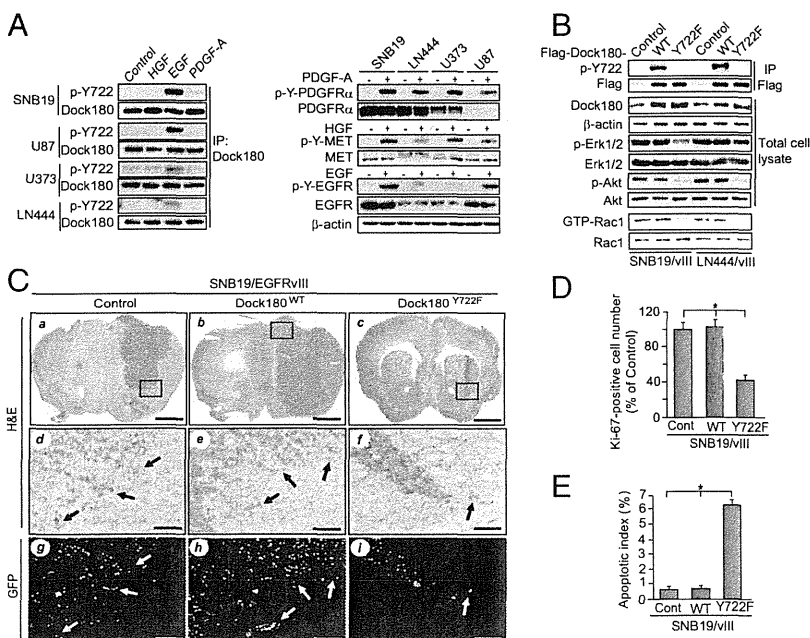 A
Control
HGF
EGF
PDGF-A
SNB19
p-Y722
Dock180
U87
p-Y722
Dock180
U373
p-Y722
Dock180
LN444
p-Y722
Dock180
IP:
Dock180
SNB19
LN444
U373
U87
PDGF-A - + - + - + - +
p-Y-PDGFRα
PDGFRα
HGF - + - + - + - +
p-Y-MET
MET
EGF - + - + - + - +
p-Y-EGFR
EGFR
β-actin
B
Flag-Dock180-
Control
WT
Y722F
Control
WT
Y722F
p-Y722
Flag
IP
Flag
Dock180
β-actin
p-Erk1/2
Erk1/2
p-Akt
Akt
Total cell
lysate
GTP-Rac1
Rac1
SNB19/vIII LN444/vIII
C
SNB19/EGFRvIII
Control Dock180WT Dock180Y722F
H&E
a b c
d e f
GFP
g h i
D
Ki-67-positive cell number
(% of Control)
120
80
40
0
*
Cont WT Y722F
SNB19/vIII
E
Apoptotic index (%)
7
6
5
4
3
2
1
0
*
Cont WT Y722F
SNB19/vIII